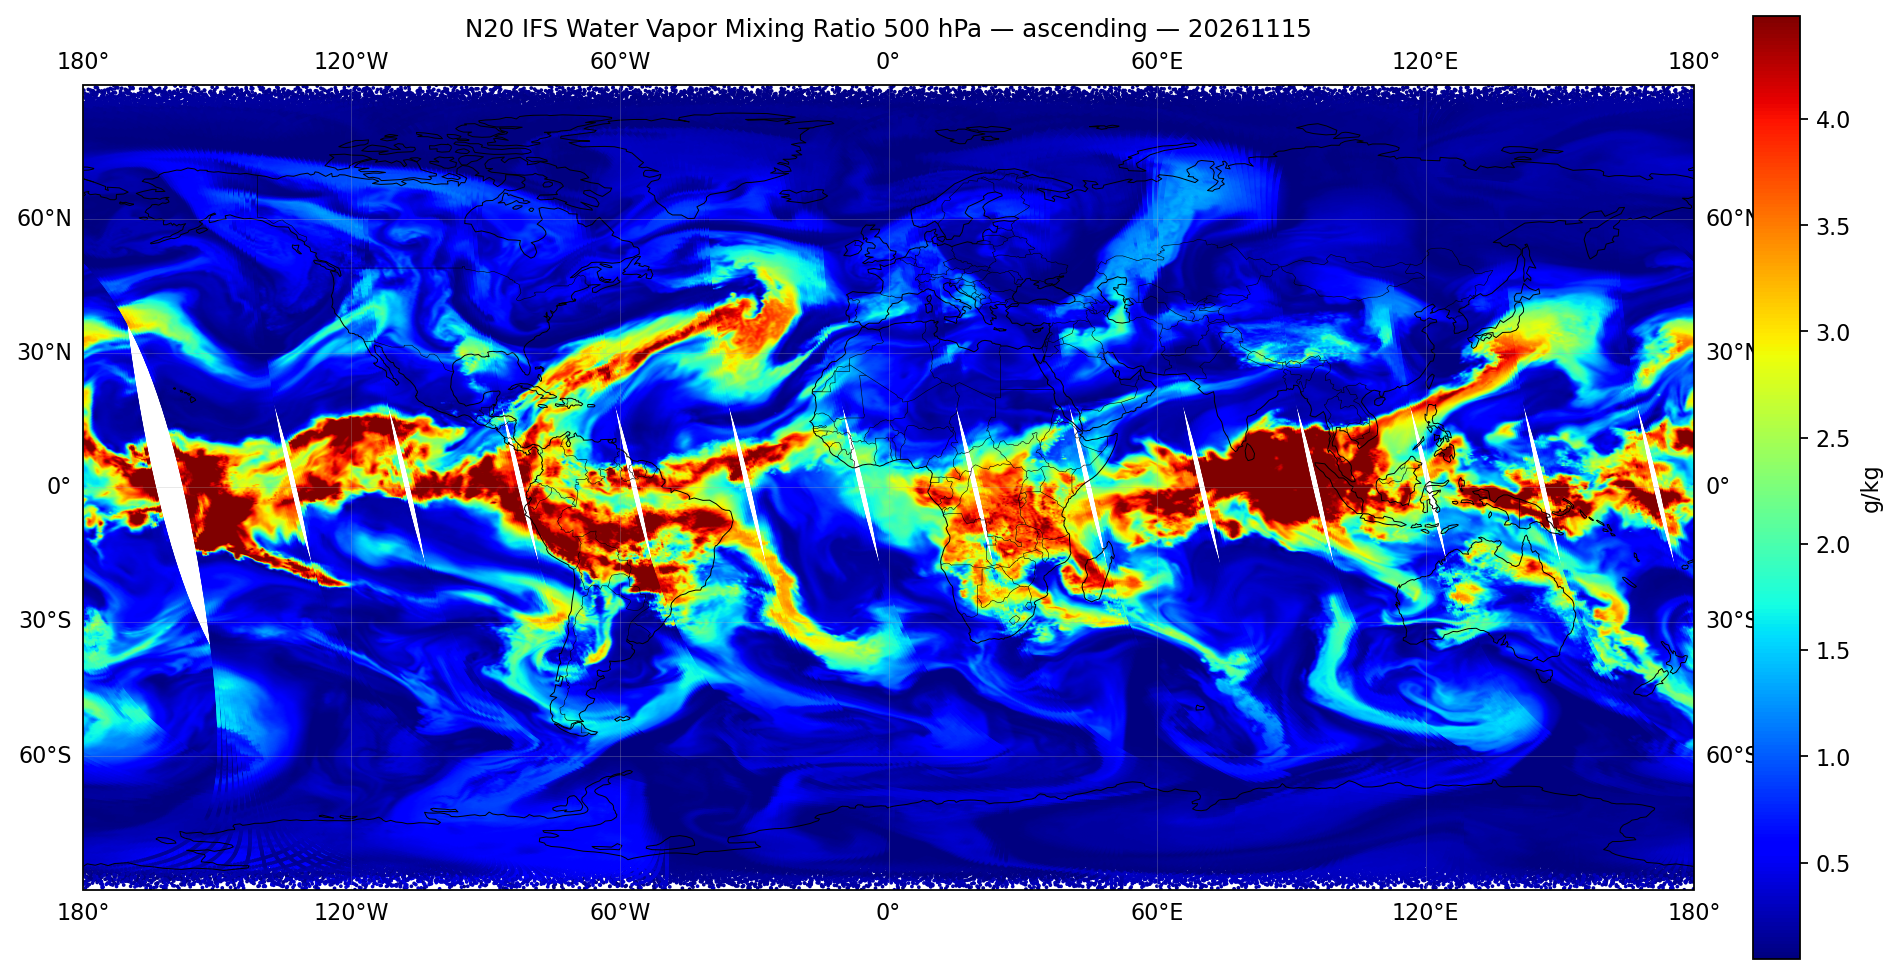 N20 IFS Water Vapor Mixing Ratio 500 hPa — ascending — 20261115
180° 120°W 60°W 0° 60°E 120°E 180°
4.0
60°N 60°N
3.5
30°N 30°N
3.0
2.5
0° 0°
g/kg
2.0
30°S 30°S
1.5
60°S 60°S
1.0
0.5
180° 120°W 60°W 0° 60°E 120°E 180°